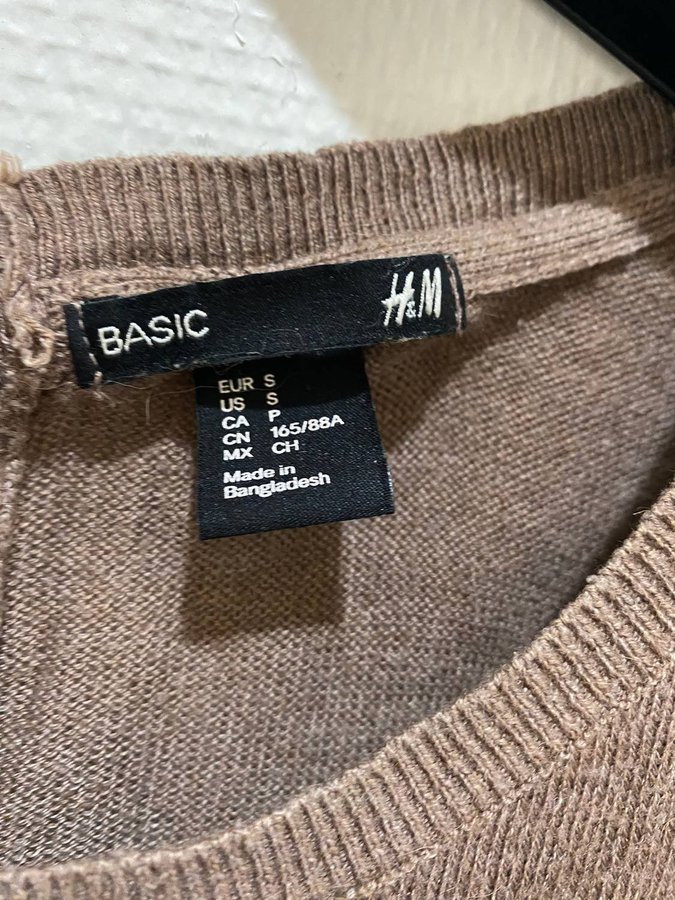 BASIC
H&M
EUR S
US S
CA P
CN 165/88A
MX CH
Made in
Bangladesh